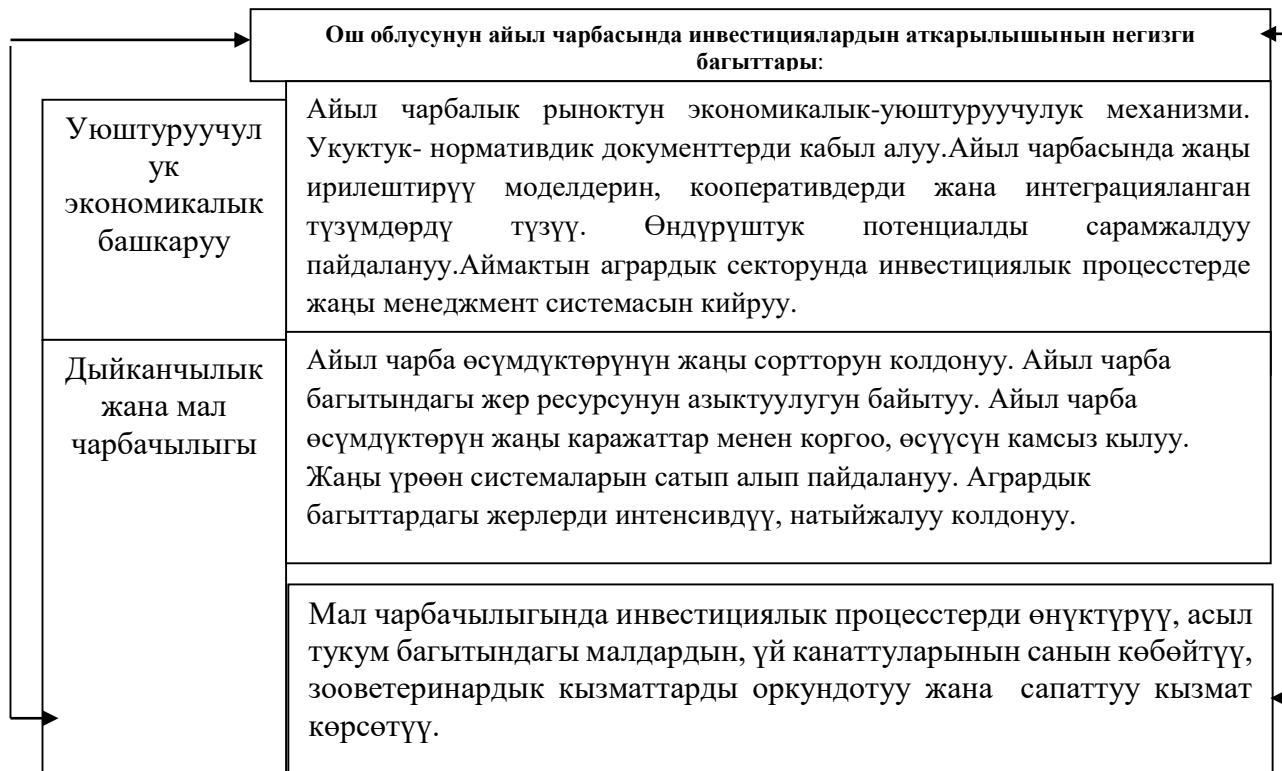 Ош облусунун айыл чарбасында инвестициялардын аткарылышынын негизги
багыттары:
Уюштуруучул
ук
экономикалык
башкаруу
Айыл чарбалык рыноктун экономикалык-уюштуруучулук механизми.
Укуктук- нормативдик документтерди кабыл алуу.Айыл чарбасында жаңы
ирилештирүү моделдерин, кооперативдерди жана интеграцияланган
түзүмдөрдү түзүү. Өндүрүштук потенциалды сарамжалдуу
пайдалануу.Аймактын агрардык секторунда инвестициялык процесстерде
жаңы менеджмент системасын кийруу.
Дыйканчылык
жана мал
чарбачылыгы
Айыл чарба өсүмдүктөрүнүн жаңы сортторун колдонуу. Айыл чарба
багытындагы жер ресурсунун азыктуулугун байытуу. Айыл чарба
өсүмдүктөрүн жаңы каражаттар менен коргоо, өсүүсүн камсыз кылуу.
Жаңы үрөөн системаларын сатып алып пайдалануу. Агрардык
багыттардагы жерлерди интенсивдүү, натыйжалуу колдонуу.
Мал чарбачылыгында инвестициялык процесстерди өнүктүрүү, асыл
тукум багытындагы малдардын, үй канаттуларынын санын көбөйтүү,
зооветеринардык кызматтарды оркундотуу жана сапаттуу кызмат
көрсөтүү.